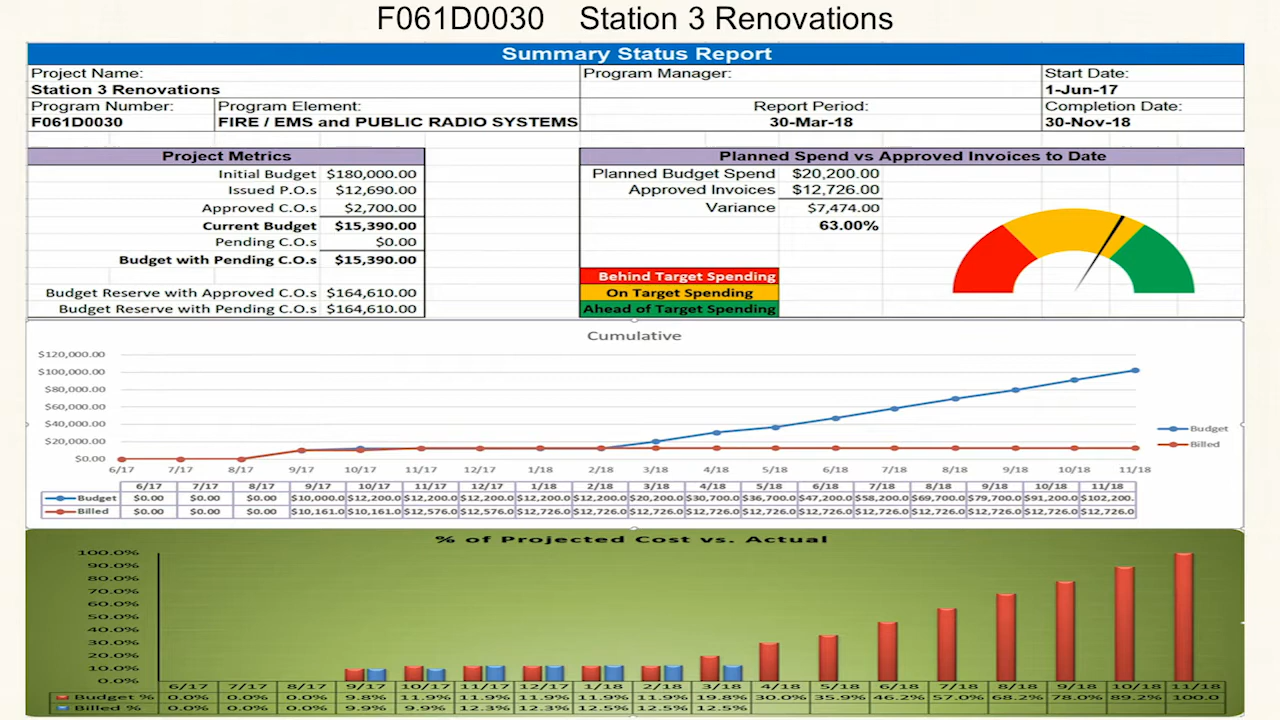 F061D0030 Station 3 Renovations
Summary Status Report
Project Name: Program Manager: Start Date:
Station 3 Renovations 1-Jun-17
Program Number: Program Element: Report Period: Completion Date:
F061D0030 FIRE / EMS and PUBLIC RADIO SYSTEMS 30-Mar-18 30-Nov-18
Project Metrics
Initial Budget $180,000.00
Issued P.O.s $12,690.00
Approved C.O.s $2,700.00
Current Budget $15,390.00
Pending C.O.s $0.00
Budget with Pending C.O.s $15,390.00
Budget Reserve with Approved C.O.s $164,610.00
Budget Reserve with Pending C.O.s $164,610.00
Planned Spend vs Approved Invoices to Date
Planned Budget Spend $20,200.00
Approved Invoices $12,726.00
Variance $7,474.00
63.00%
Behind Target Spending
On Target Spending
Ahead of Target Spending
Cumulative
$120,000.00
$100,000.00
$80,000.00
$60,000.00
$40,000.00
$20,000.00
$0.00
6/17 7/17 8/17 9/17 10/17 11/17 12/17 1/18 2/18 3/18 4/18 5/18 6/18 7/18 8/18 9/18 10/18 11/18
Budget
Billed
6/17 7/17 8/17 9/17 10/17 11/17 12/17 1/18 2/18 3/18 4/18 5/18 6/18 7/18 8/18 9/18 10/18 11/18
Budget $0.00 $0.00 $0.00 $10,000.0 $12,200.0 $12,200.0 $12,200.0 $12,200.0 $12,200.0 $20,200.0 $30,700.0 $36,700.0 $47,200.0 $58,200.0 $69,700.0 $79,700.0 $91,200.0 $102,200.
Billed $0.00 $0.00 $0.00 $10,161.0 $10,161.0 $12,576.0 $12,576.0 $12,726.0 $12,726.0 $12,726.0 $12,726.0 $12,726.0 $12,726.0 $12,726.0 $12,726.0 $12,726.0 $12,726.0 $12,726.0
% of Projected Cost vs. Actual
100.0%
90.0%
80.0%
70.0%
60.0%
50.0%
40.0%
30.0%
20.0%
10.0%
0.0%
6/17 7/17 8/17 9/17 10/17 11/17 12/17 1/18 2/18 3/18 4/18 5/18 6/18 7/18 8/18 9/18 10/18 11/18
Budget % 0.0% 0.0% 0.0% 9.8% 11.9% 11.9% 11.9% 11.9% 11.9% 19.8% 30.0% 35.9% 46.2% 57.0% 68.2% 78.0% 89.2% 100.0
Billed % 0.0% 0.0% 0.0% 9.9% 9.9% 12.3% 12.3% 12.5% 12.5% 12.5%